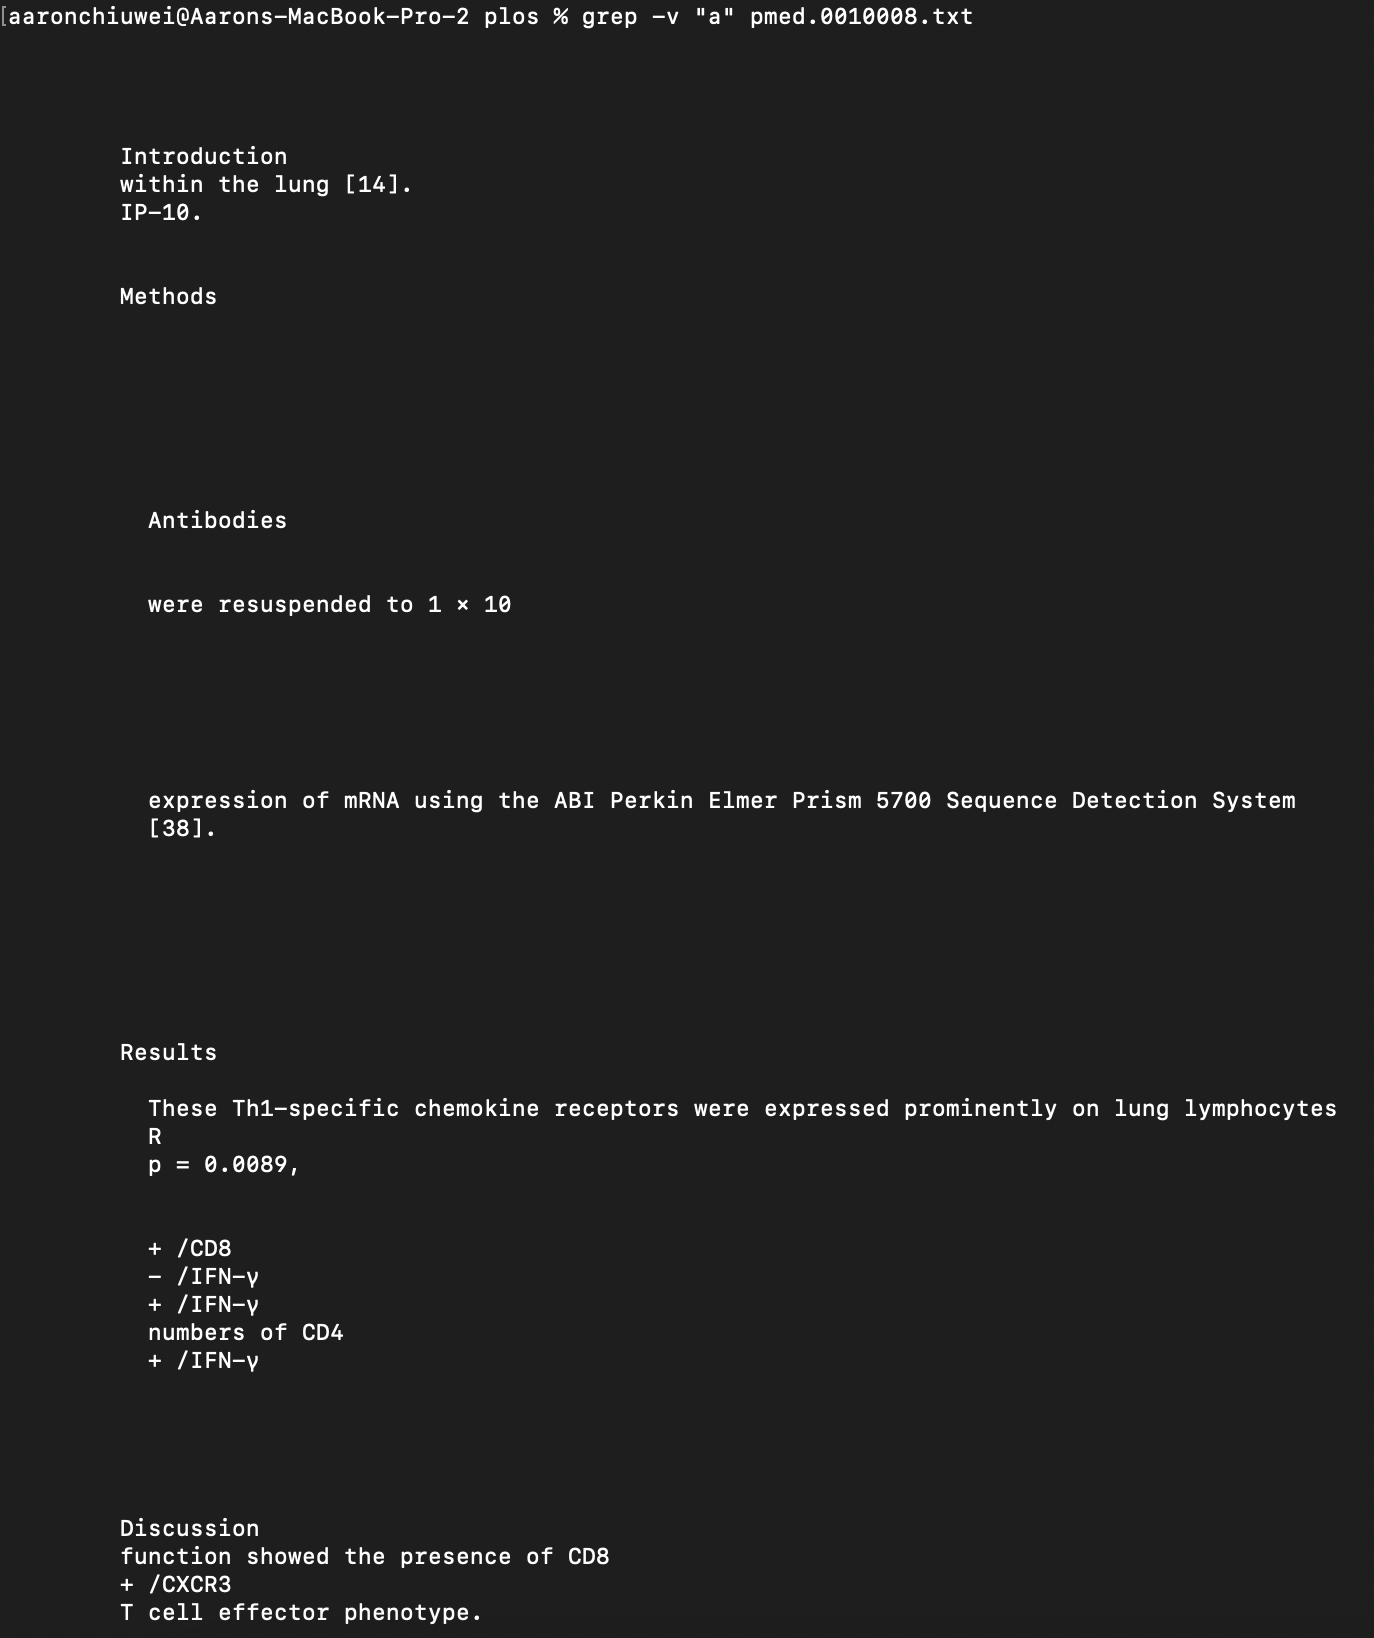 [aaronchiuwei@Aarons-MacBook-Pro-2 plos % grep -v "a" pmed.0010008.txt
Introduction
within the lung [14].
IP-10.
Methods
Antibodies
were resuspended to 1 × 10
expression of mRNA using the ABI Perkin Elmer Prism 5700 Sequence Detection System
[38].
Results
These Th1-specific chemokine receptors were expressed prominently on lung lymphocytes
R
p = 0.0089,
+ /CD8
- /IFN-γ
+ /IFN-γ
numbers of CD4
+ /IFN-γ
Discussion
function showed the presence of CD8
+ /CXCR3
T cell effector phenotype.